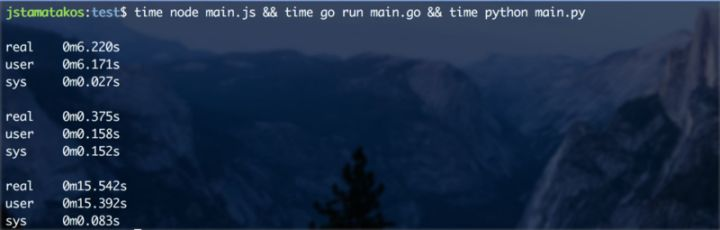 jstamatakos:test$ time node main.js && time go run main.go && time python main.py
real 0m6.220s
user 0m6.171s
sys 0m0.027s
real 0m0.375s
user 0m0.158s
sys 0m0.152s
real 0m15.542s
user 0m15.392s
sys 0m0.083s